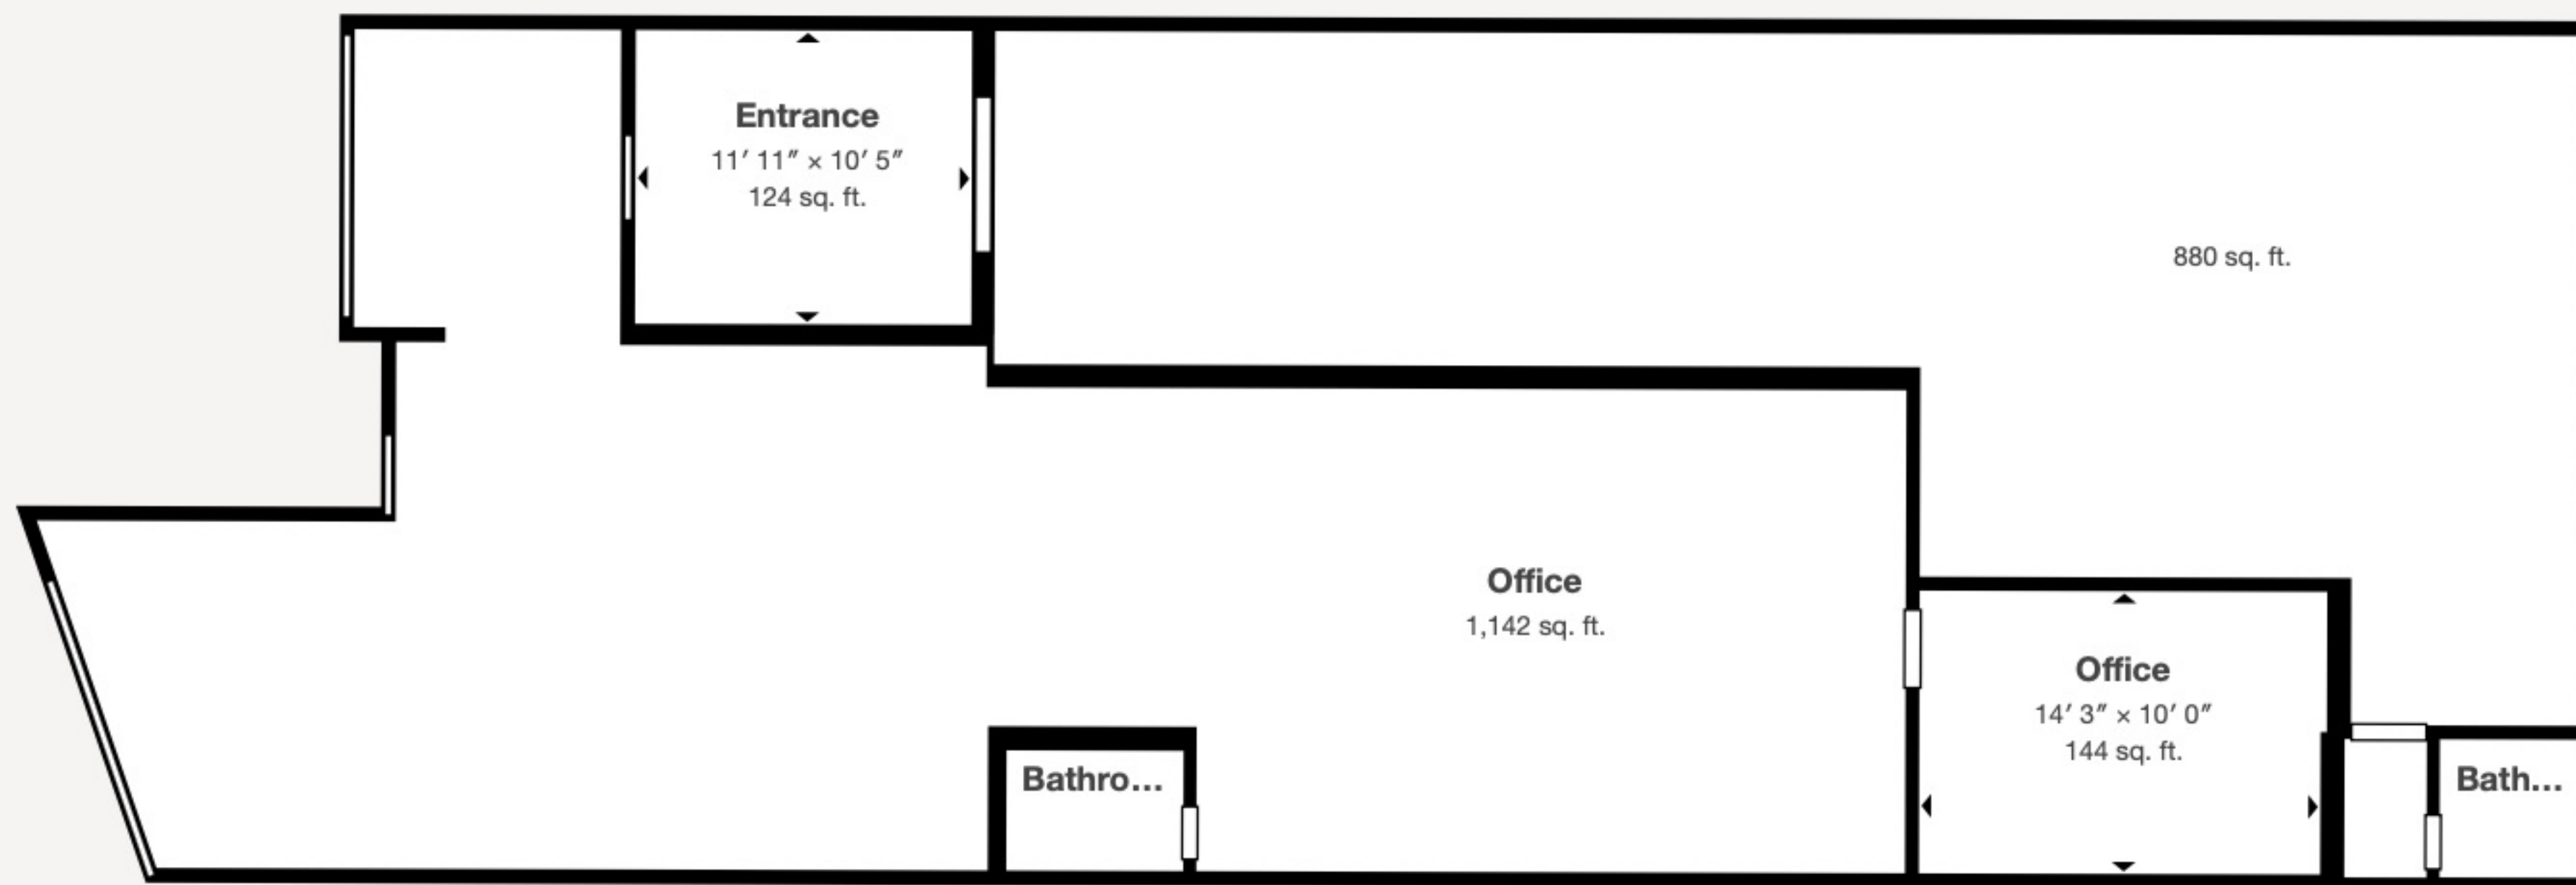 Entrance
11′ 11″ × 10′ 5″
124 sq. ft.
880 sq. ft.
Office
1,142 sq. ft.
Office
14′ 3″ × 10′ 0″
144 sq. ft.
Bathro...
Bath...